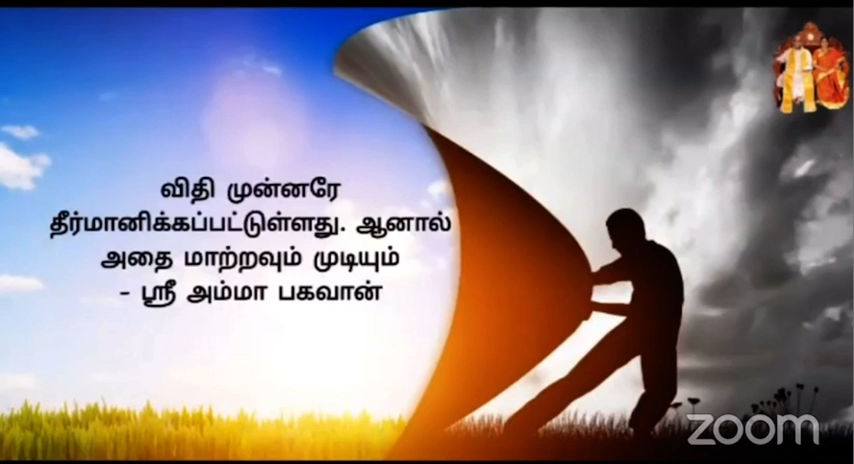 விதி முன்னரே
தீர்மானிக்கப்பட்டுள்ளது. ஆனால்
அதை மாற்றவும் முடியும்
- ஸ்ரீ அம்மா பகவான்
zoom